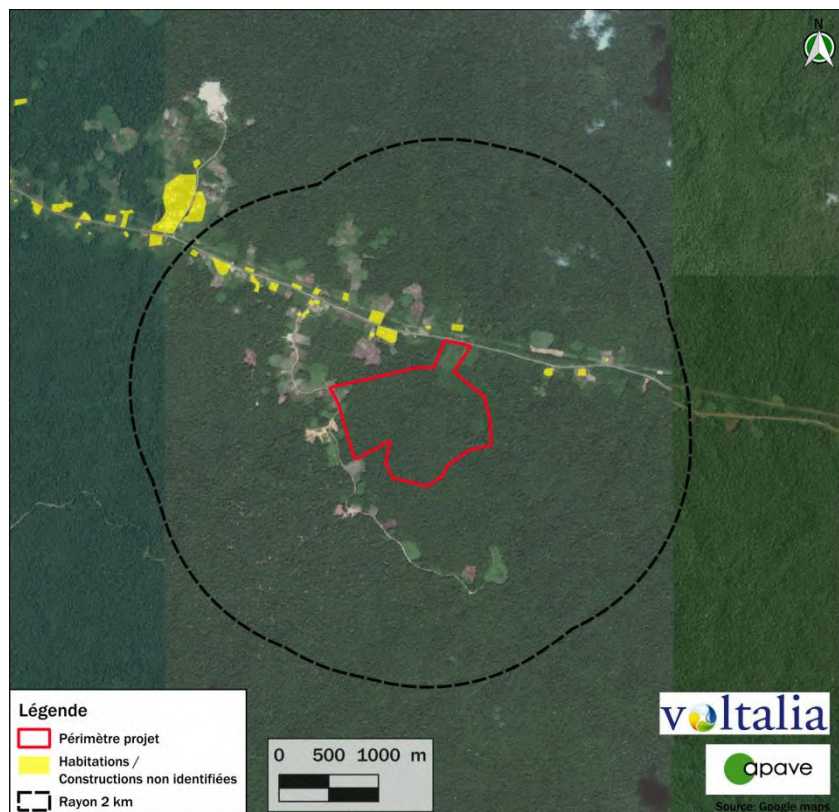 N
Légende
Périmètre projet
Habitations /
Constructions non identifiées
Rayon 2 km
0 500 1000 m
voltalia
apave
Source: Google maps